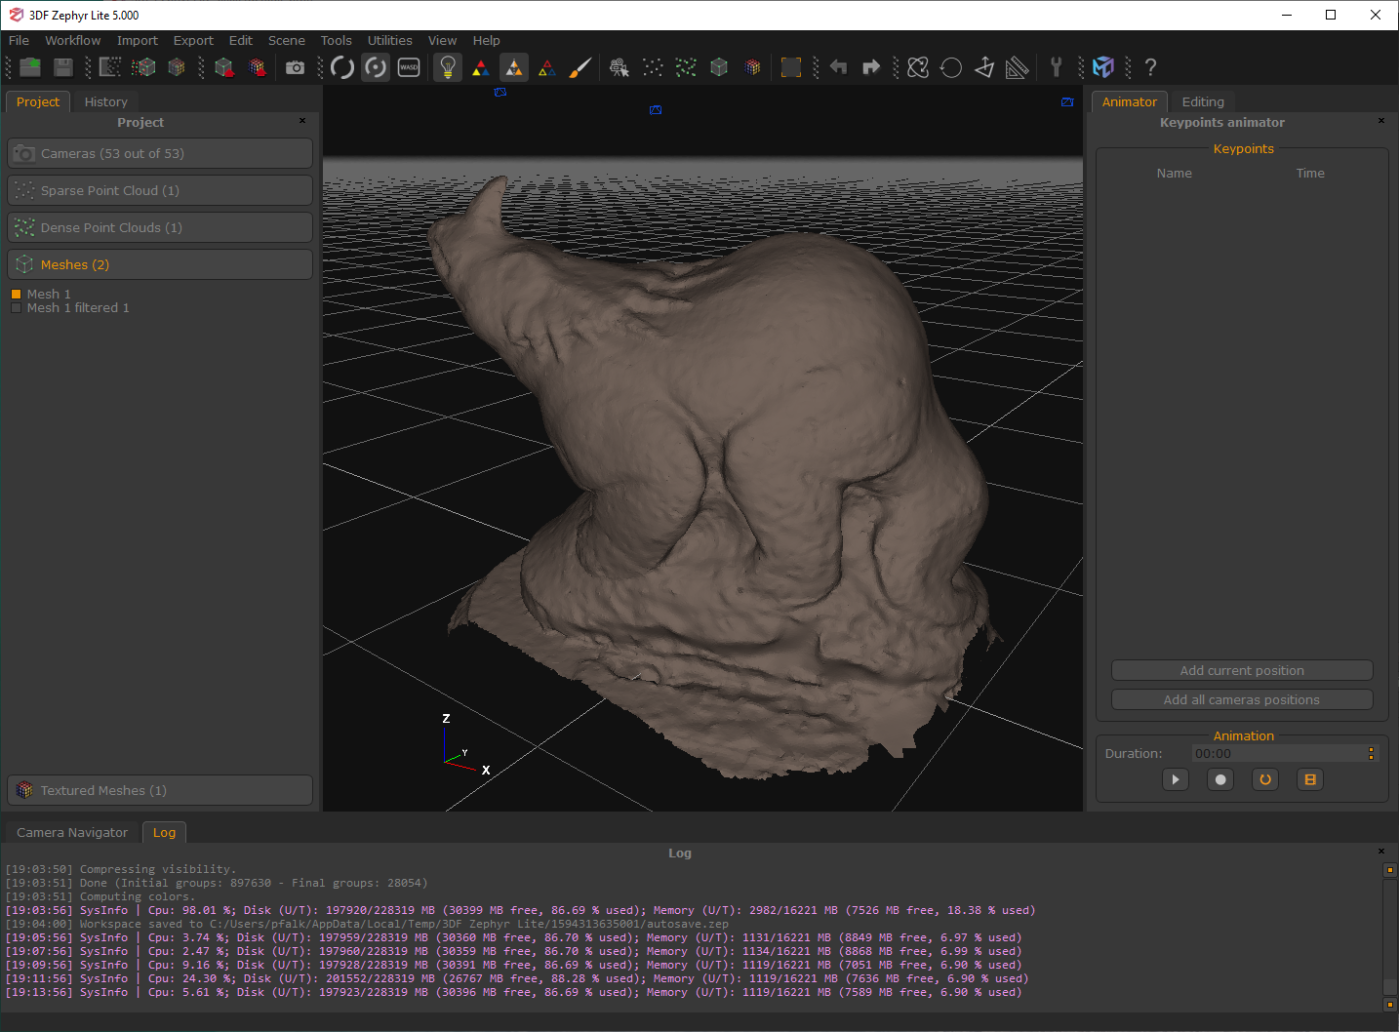 3DF Zephyr Lite 5.000
File Workflow Import Export Edit Scene Tools Utilities View Help
WASD
?
Project History
Project
Cameras (53 out of 53)
Sparse Point Cloud (1)
Dense Point Clouds (1)
Meshes (2)
Mesh 1
Mesh 1 filtered 1
Textured Meshes (1)
Z
Y
X
Animator Editing
Keypoints animator
Keypoints
Name Time
Add current position
Add all cameras positions
Animation
Duration: 00:00
Camera Navigator Log
Log
[19:03:50] Compressing visibility.
[19:03:51] Done (Initial groups: 897630 - Final groups: 28054)
[19:03:51] Computing colors.
[19:03:56] SysInfo | Cpu: 98.01 %; Disk (U/T): 197920/228319 MB (30399 MB free, 86.69 % used); Memory (U/T): 2982/16221 MB (7526 MB free, 18.38 % used)
[19:04:00] Workspace saved to C:/Users/pfalk/AppData/Local/Temp/3DF Zephyr Lite/1594313635001/autosave.zep
[19:05:56] SysInfo | Cpu: 3.74 %; Disk (U/T): 197959/228319 MB (30360 MB free, 86.70 % used); Memory (U/T): 1131/16221 MB (8849 MB free, 6.97 % used)
[19:07:56] SysInfo | Cpu: 2.47 %; Disk (U/T): 197960/228319 MB (30359 MB free, 86.70 % used); Memory (U/T): 1134/16221 MB (8868 MB free, 6.99 % used)
[19:09:56] SysInfo | Cpu: 9.16 %; Disk (U/T): 197928/228319 MB (30391 MB free, 86.69 % used); Memory (U/T): 1119/16221 MB (7051 MB free, 6.90 % used)
[19:11:56] SysInfo | Cpu: 24.30 %; Disk (U/T): 201552/228319 MB (26767 MB free, 88.28 % used); Memory (U/T): 1119/16221 MB (7636 MB free, 6.90 % used)
[19:13:56] SysInfo | Cpu: 5.61 %; Disk (U/T): 197923/228319 MB (30396 MB free, 86.69 % used); Memory (U/T): 1119/16221 MB (7589 MB free, 6.90 % used)